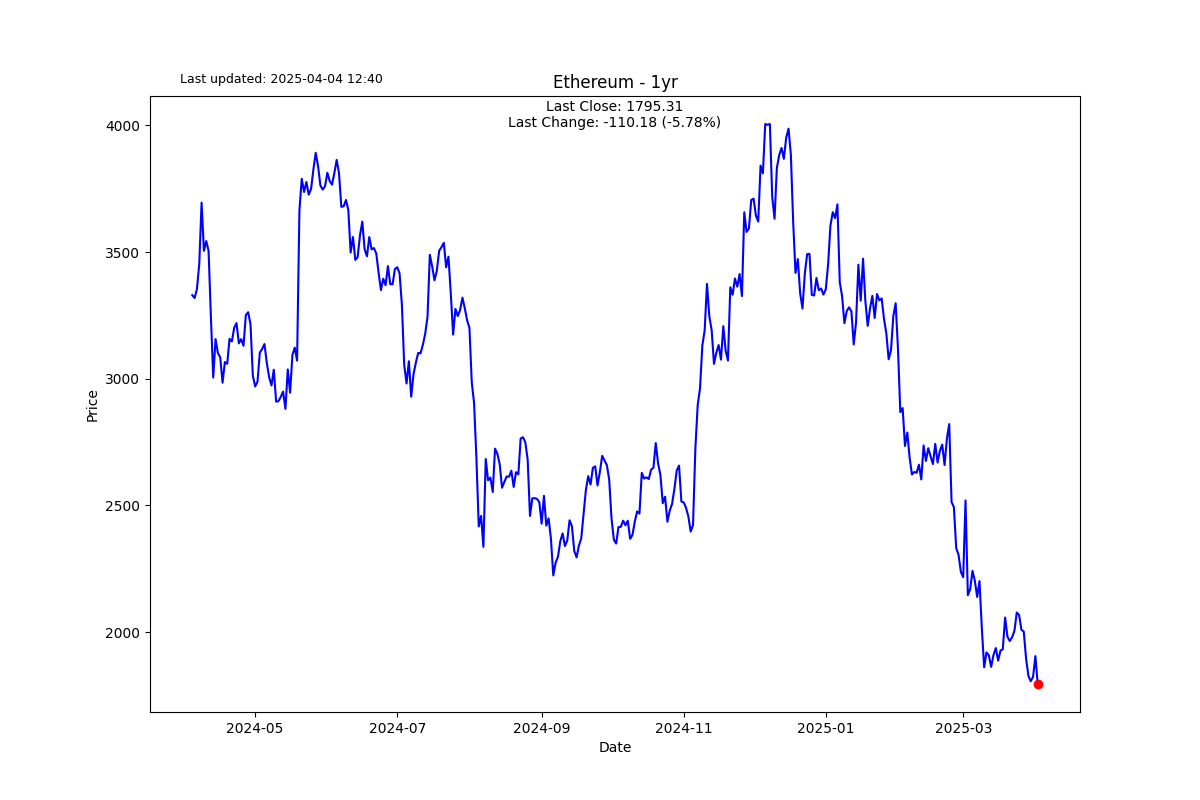 Last updated: 2025-04-04 12:40
Ethereum - 1yr
Last Close: 1795.31
Last Change: -110.18 (-5.78%)
4000
3500
3000
2500
2000
Price
2024-05
2024-07
2024-09
2024-11
2025-01
2025-03
Date